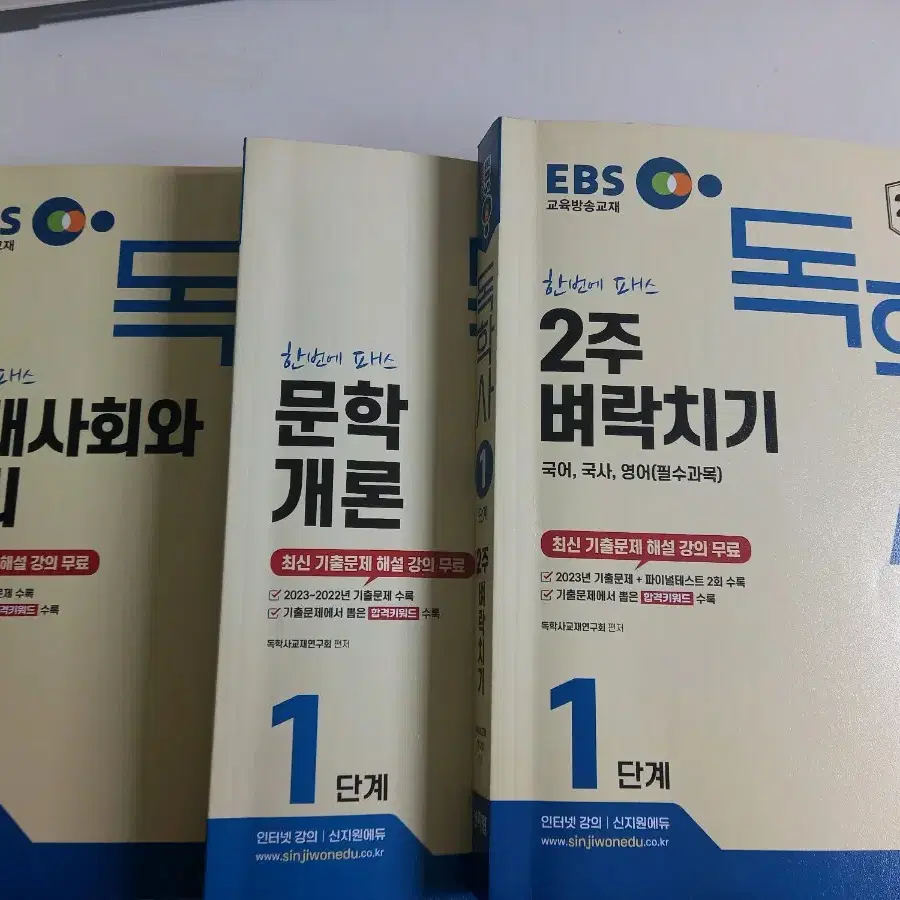 BS
교재
독
패스
대사회와
리
해설 강의 무료
문제 수록
합격키워드 수록
한번에 패스
문학
개론
최신 기출문제 해설 강의 무료
2023~2022년 기출문제 수록
기출문제에서 뽑은 합격키워드 수록
독학사교재연구회 편저
1단계
인터넷 강의 | 신지원에듀
www.sinjiwonedu.co.kr
독학사
1
단계
2주 벼락치기
EBS
교육방송교재
독학
한번에 패스
2주
벼락치기
국어, 국사, 영어(필수과목)
최신 기출문제 해설 강의 무료
2023년 기출문제 + 파이널테스트 2회 수록
기출문제에서 뽑은 합격키워드 수록
독학사교재연구회 편저
1단계
인터넷 강의 | 신지원에듀
www.sinjiwonedu.co.kr